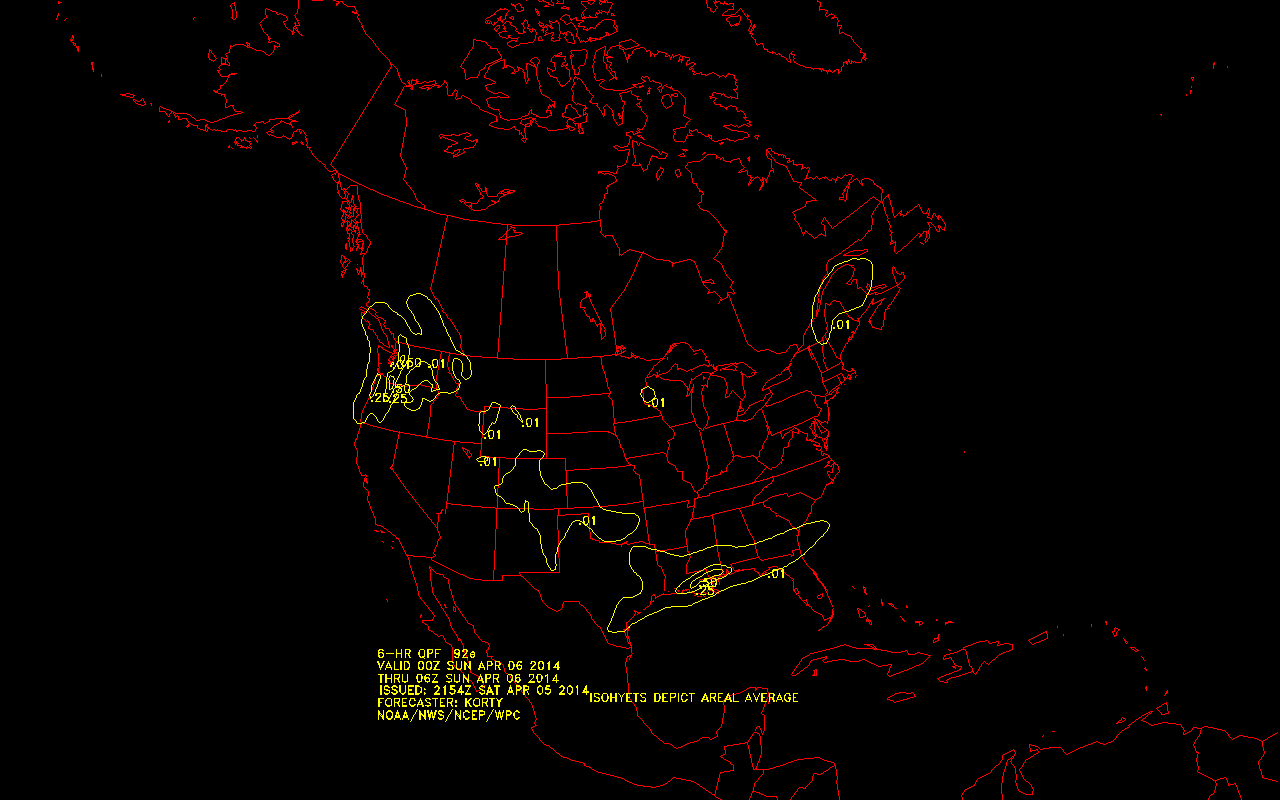 .01
.50 .01
.50
.25 .25
.01
.01
.01
.01
.01
.50
.25
.01
6-HR QPF 92e
VALID 00Z SUN APR 06 2014
THRU 06Z SUN APR 06 2014
ISSUED: 2154Z SAT APR 05 2014
FORECASTER: KORTY
NOAA/NWS/NCEP/WPC
ISOHYETS DEPICT AREAL AVERAGE